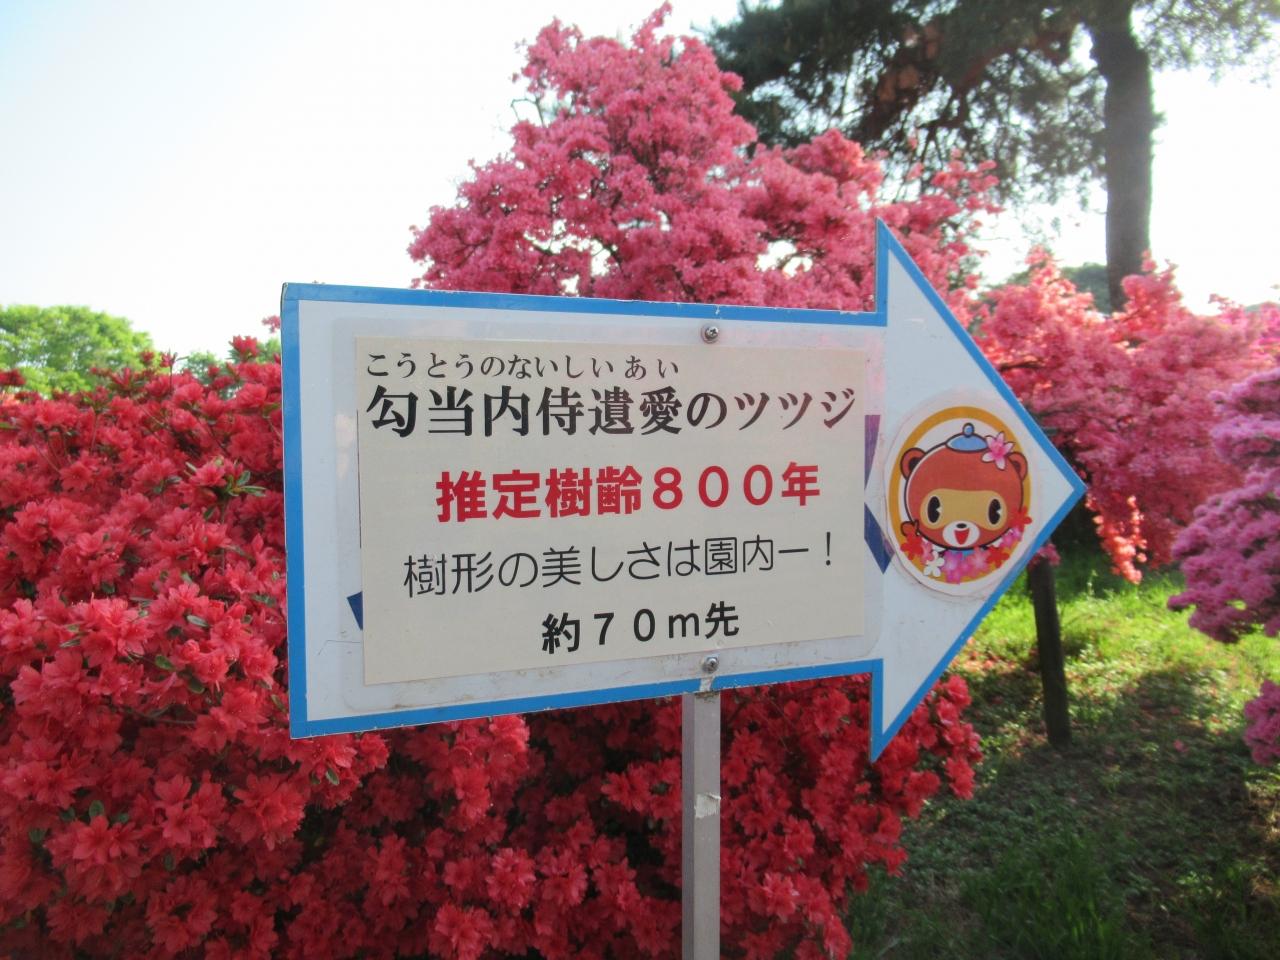 こうとうのないしいあい
勾当内侍遺愛のツツジ
推定樹齢８００年
樹形の美しさは園内一！
約７０ｍ先